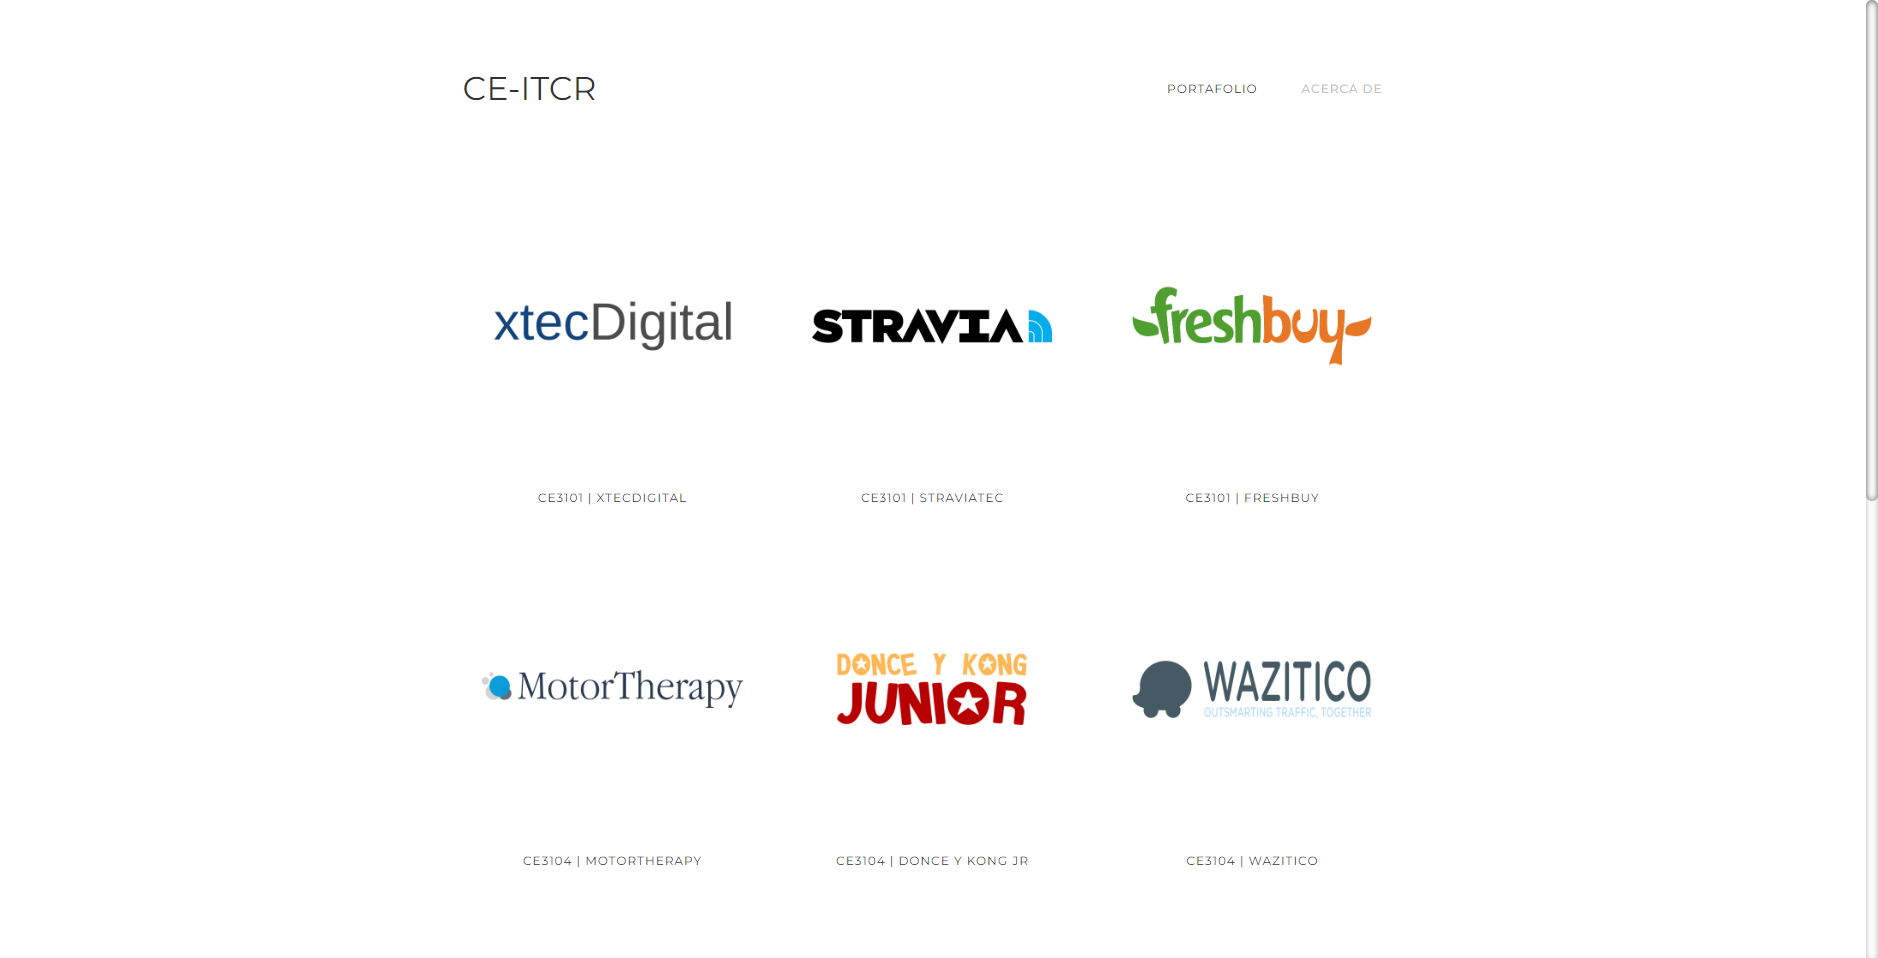 CE-ITCR
PORTAFOLIO
ACERCA DE
xtecDigital
STRAVIA
freshbuy
CE3101 | XTECDIGITAL
CE3101 | STRAVIATEC
CE3101 | FRESHBUY
MotorTherapy
DONCE Y KONG
JUNIOR
WAZITICO
OUTSMARTING TRAFFIC, TOGETHER
CE3104 | MOTORTHERAPY
CE3104 | DONCE Y KONG JR
CE3104 | WAZITICO